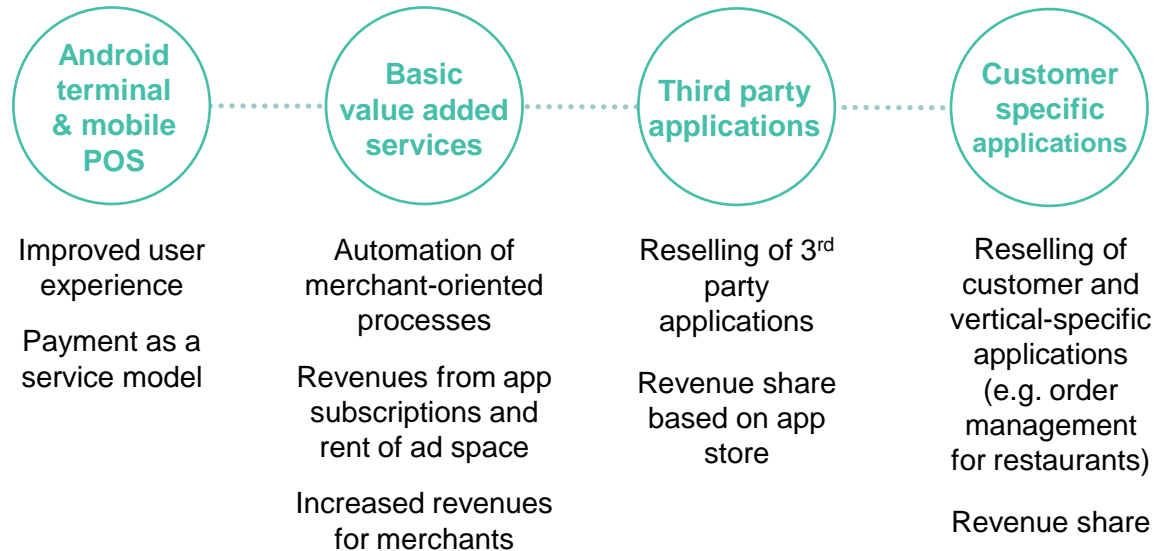 Android
terminal
& mobile
POS
Basic
value added
services
Third party
applications
Customer
specific
applications
Improved user
experience
Payment as a
service model
Automation of
merchant-oriented
processes
Revenues from app
subscriptions and
rent of ad space
Increased revenues
for merchants
Reselling of 3rd
party
applications
Revenue share
based on app
store
Reselling of
customer and
vertical-specific
applications
(e.g. order
management
for restaurants)
Revenue share